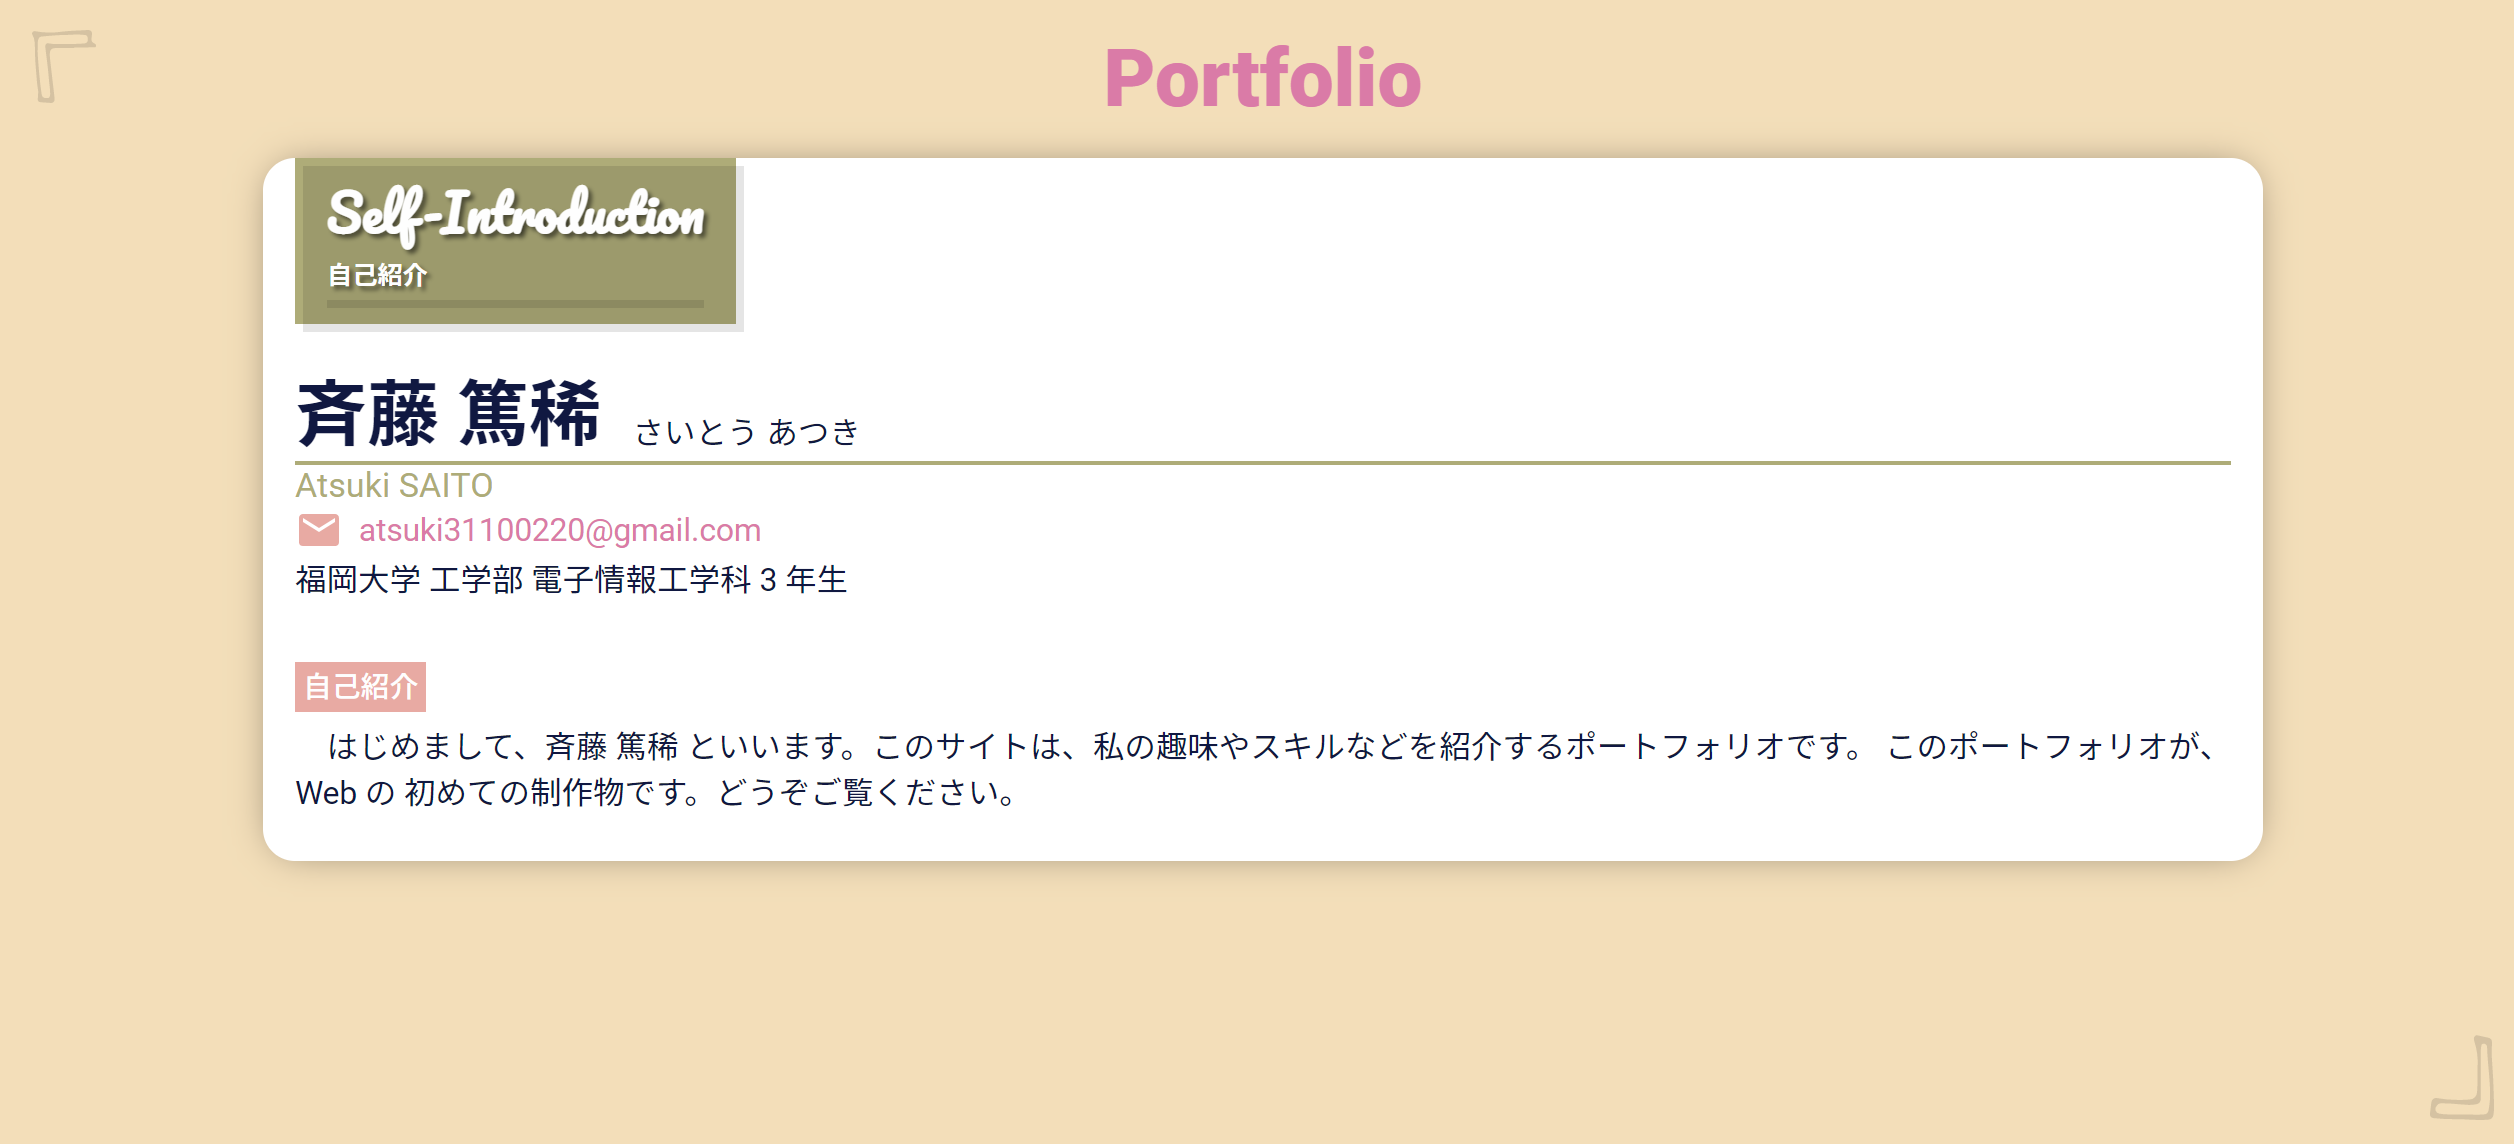 Portfolio
Self-Introduction
自己紹介
斉藤 篤稀 さいとう あつき
Atsuki SAITO
atsuki31100220@gmail.com
福岡大学 工学部 電子情報工学科 3 年生
自己紹介
はじめまして、斉藤 篤稀 といいます。このサイトは、私の趣味やスキルなどを紹介するポートフォリオです。 このポートフォリオが、
Web の 初めての制作物です。どうぞご覧ください。